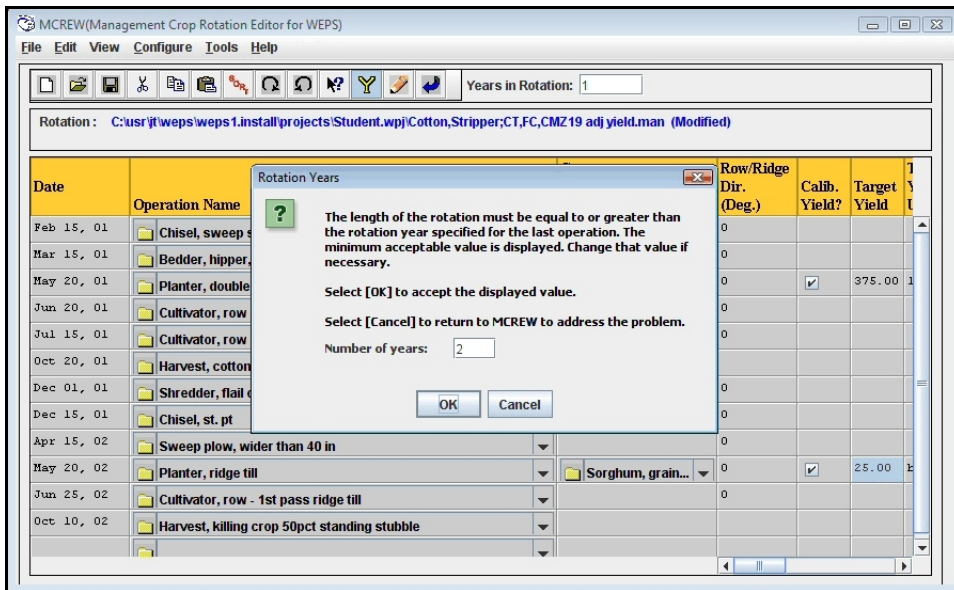 MCREW(Management Crop Rotation Editor for WEPS)
File Edit View Configure Tools Help
Years in Rotation: 1
Rotation : C:\usr\jt\weps\weps1.install\projects\Student.wpj\Cotton,Stripper;CT,FC,CMZ19 adj yield.man (Modified)
Date
Operation Name
Row/Ridge
Dir.
(Deg.)
Calib.
Yield?
Target
Yield
Rotation Years
The length of the rotation must be equal to or greater than
the rotation year specified for the last operation. The
minimum acceptable value is displayed. Change that value if
necessary.
Select [OK] to accept the displayed value.
Select [Cancel] to return to MCREW to address the problem.
Number of years: 2
OK Cancel
Feb 15, 01 Chisel, sweep s 0
Mar 15, 01 Bedder, hipper, 0
May 20, 01 Planter, double 0 375.00 1
Jun 20, 01 Cultivator, row 0
Jul 15, 01 Cultivator, row 0
Oct 20, 01 Harvest, cotton
Dec 01, 01 Shredder, flail 0
Dec 15, 01 Chisel, st. pt 0
Apr 15, 02 Sweep plow, wider than 40 in 0
May 20, 02 Planter, ridge till Sorghum, grain... 0 25.00 b
Jun 25, 02 Cultivator, row - 1st pass ridge till 0
Oct 10, 02 Harvest, killing crop 50pct standing stubble